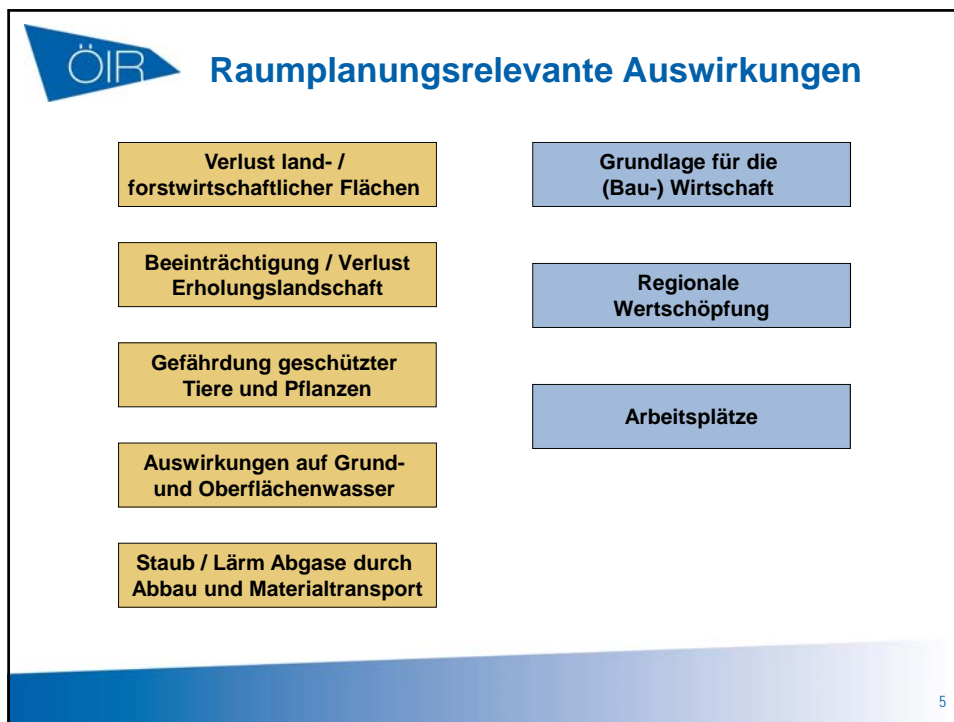 ÖIR
Raumplanungsrelevante Auswirkungen
Verlust land- /
forstwirtschaftlicher Flächen
Beeinträchtigung / Verlust
Erholungslandschaft
Gefährdung geschützter
Tiere und Pflanzen
Auswirkungen auf Grund-
und Oberflächenwasser
Staub / Lärm Abgase durch
Abbau und Materialtransport
Grundlage für die
(Bau-) Wirtschaft
Regionale
Wertschöpfung
Arbeitsplätze
5